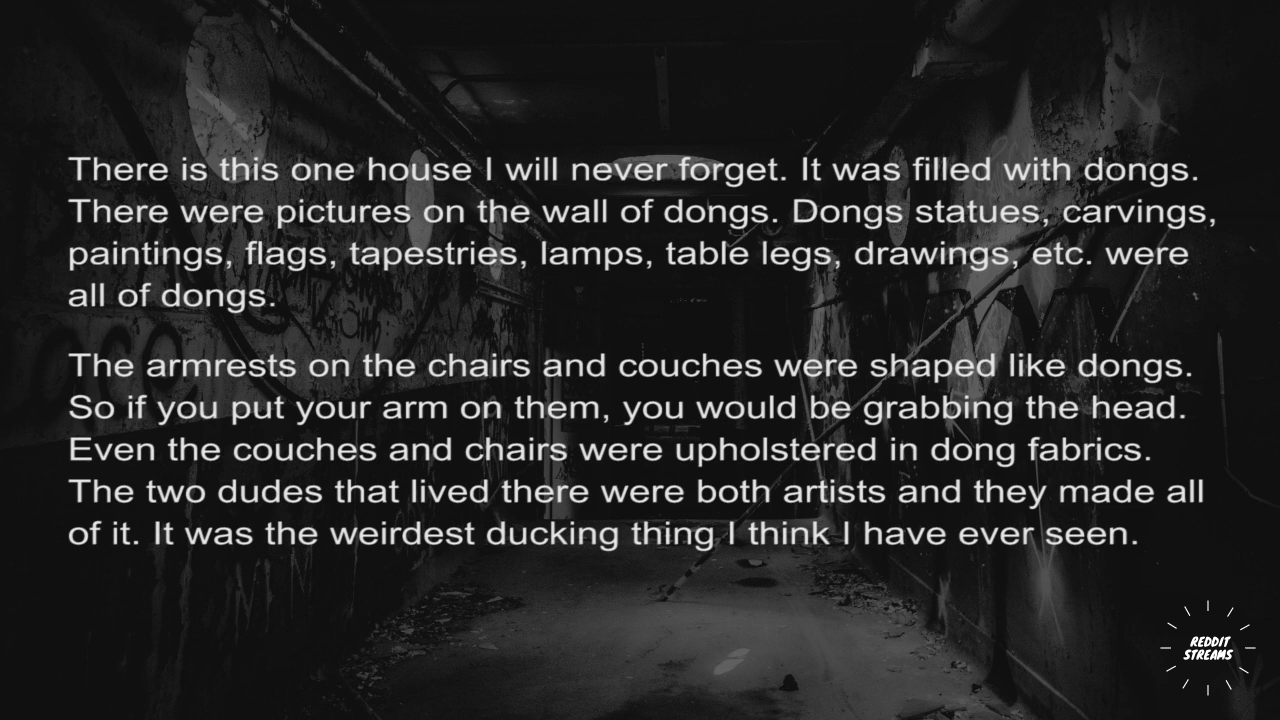 There is this one house I will never forget. It was filled with dongs.
There were pictures on the wall of dongs. Dongs statues, carvings,
paintings, flags, tapestries, lamps, table legs, drawings, etc. were
all of dongs.
The armrests on the chairs and couches were shaped like dongs.
So if you put your arm on them, you would be grabbing the head.
Even the couches and chairs were upholstered in dong fabrics.
The two dudes that lived there were both artists and they made all
of it. It was the weirdest ducking thing I think I have ever seen.
REDDIT
STREAMS